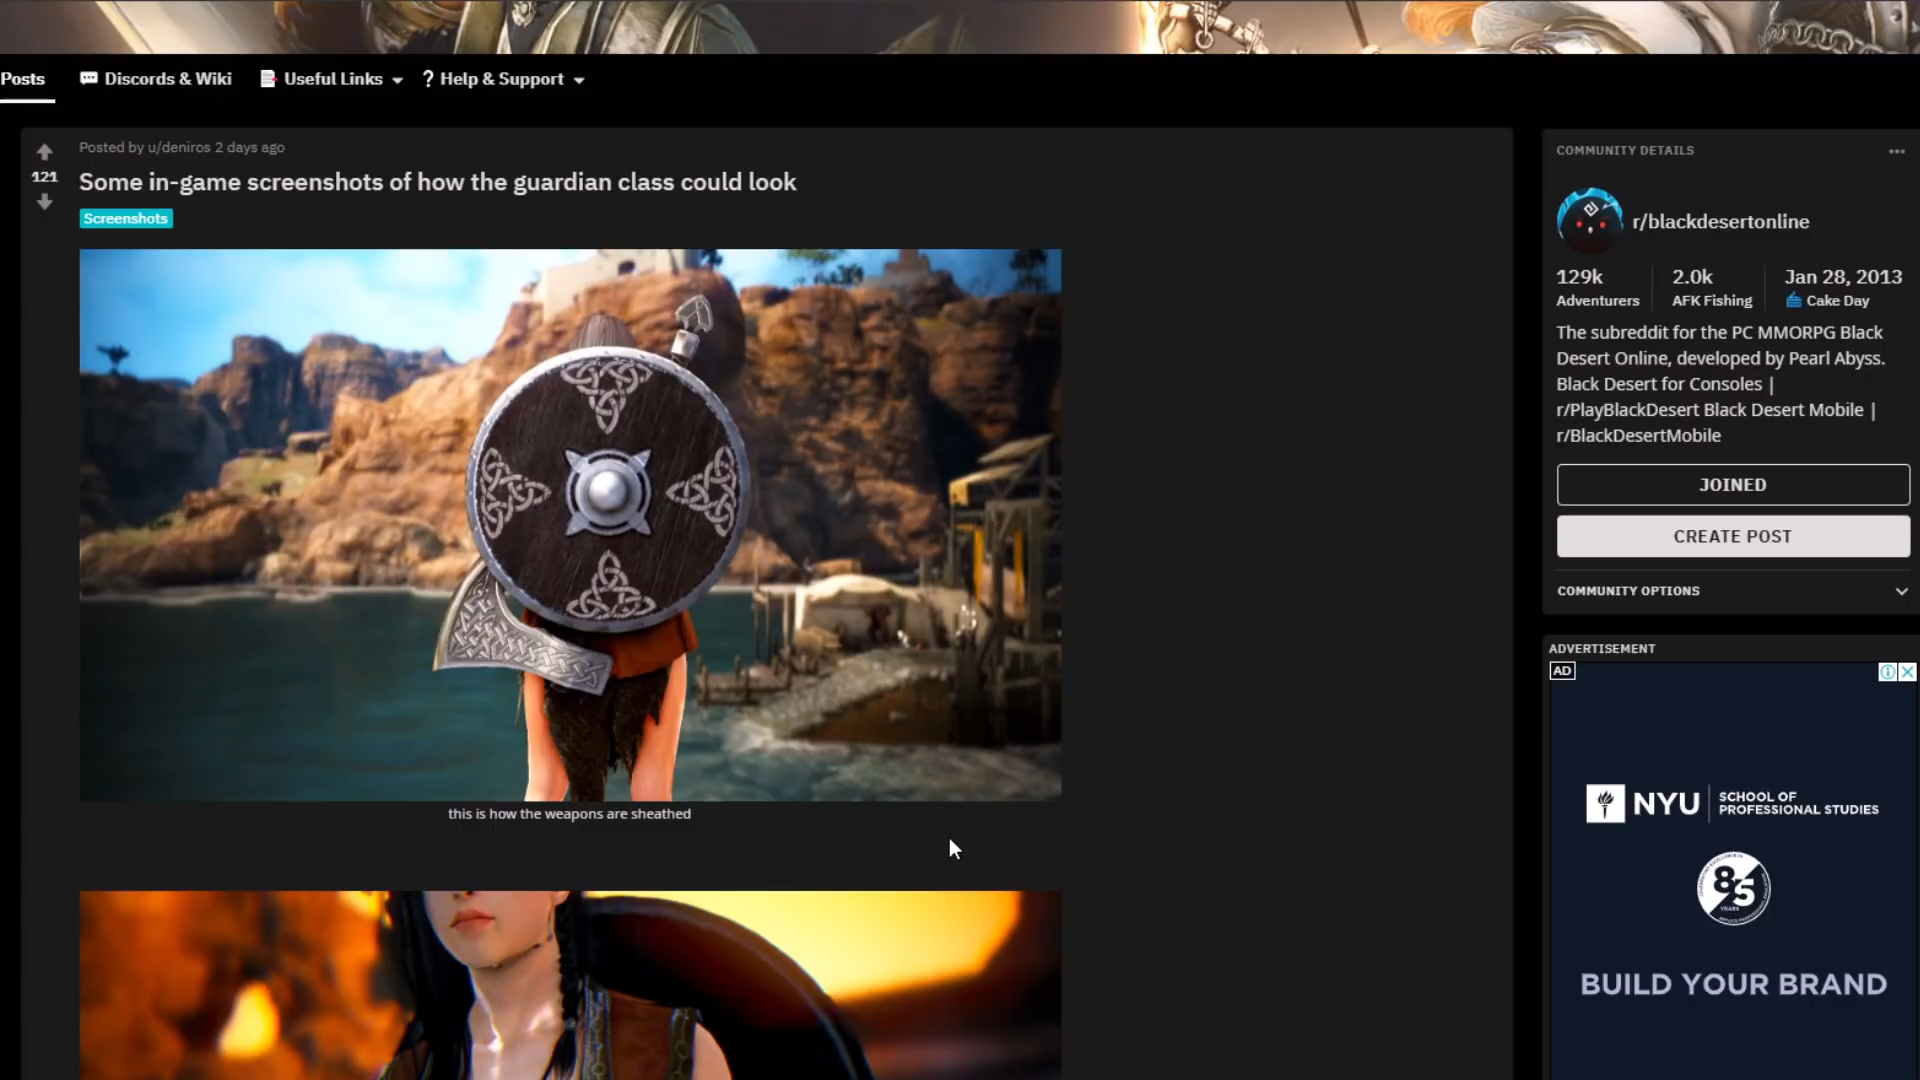 Posts
Discords & Wiki
Useful Links
? Help & Support
Posted by u/deniros 2 days ago
121
Some in-game screenshots of how the guardian class could look
Screenshots
this is how the weapons are sheathed
COMMUNITY DETAILS
r/blackdesertonline
129k
2.0k
Jan 28, 2013
Adventurers
AFK Fishing
Cake Day
The subreddit for the PC MMORPG Black
Desert Online, developed by Pearl Abyss.
Black Desert for Consoles |
r/PlayBlackDesert Black Desert Mobile |
r/BlackDesertMobile
JOINED
CREATE POST
COMMUNITY OPTIONS
ADVERTISEMENT
AD
NYU
SCHOOL OF
PROFESSIONAL STUDIES
85
YEARS
BUILD YOUR BRAND